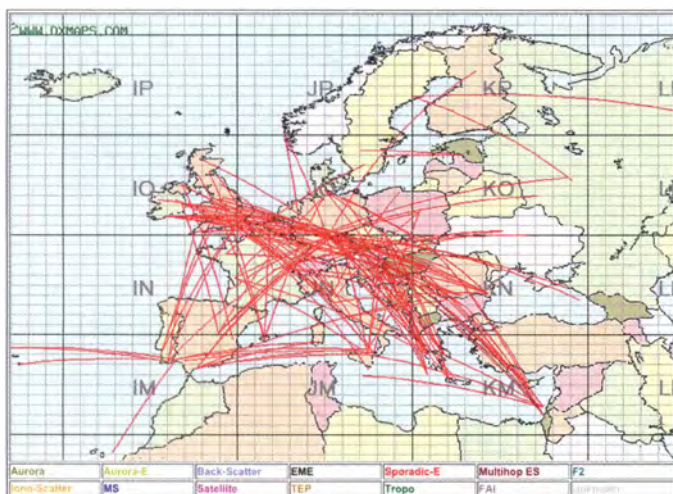 ©WWW.DXMAPS.COM
IP JP KP
IO KO
IN KN
IM JM KM
Aurora Aurora-E Back-Scatter EME Sporadic-E Multihop ES F2
Iono-Scatter MS Satellite TEP Tropo FAI